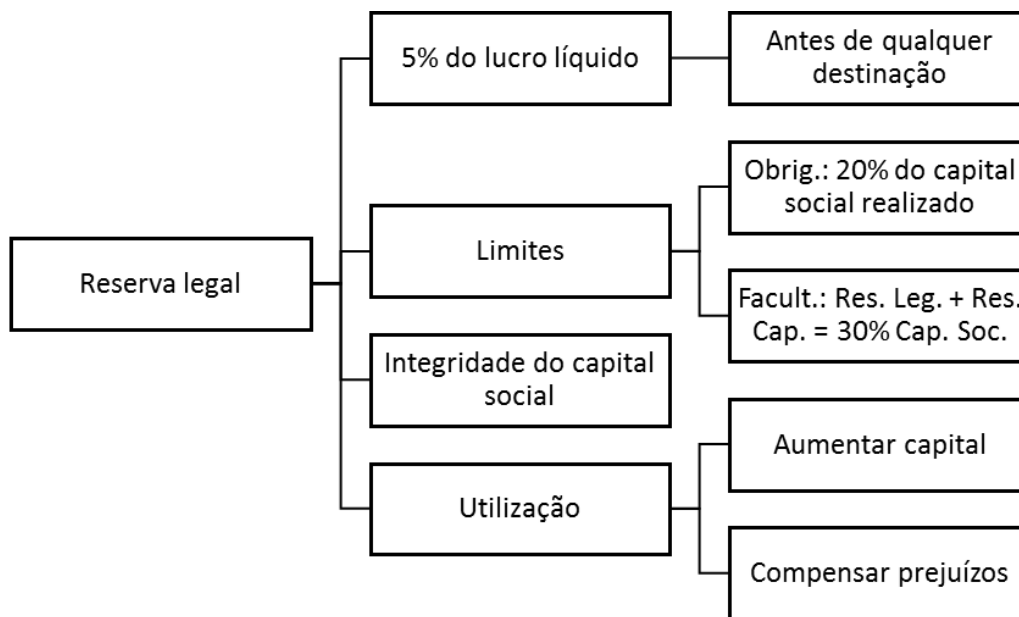 Reserva legal
5% do lucro líquido
Antes de qualquer
destinação
Limites
Obrig.: 20% do capital
social realizado
Facult.: Res. Leg. + Res.
Cap. = 30% Cap. Soc.
Integridade do capital
social
Utilização
Aumentar capital
Compensar prejuízos